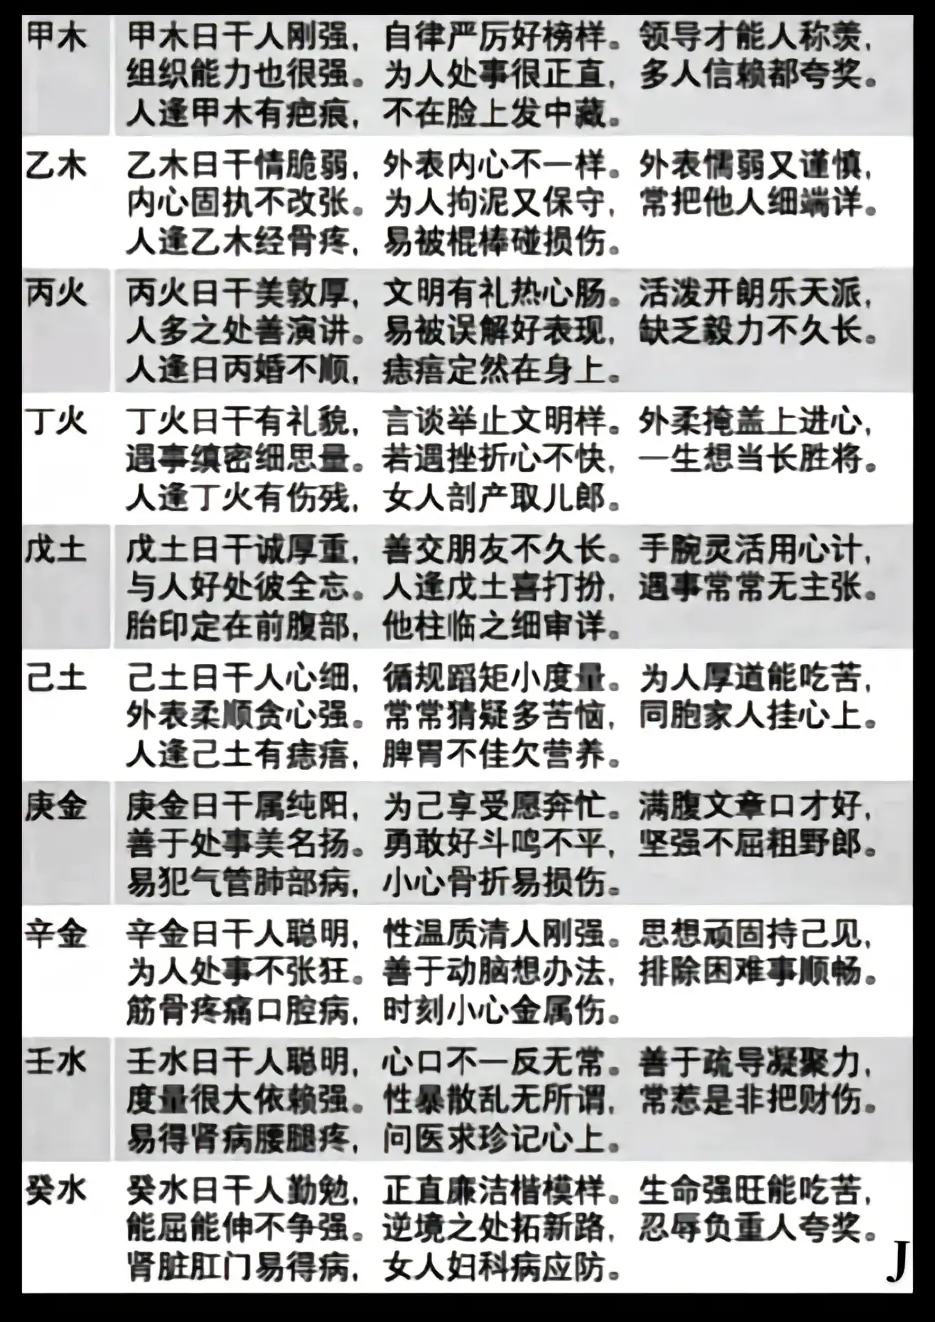 甲木 甲木日干人刚强，自律严厉好榜样。领导才能人称羡，
组织能力也很强。为人处事很正直，多人信赖都夸奖。
人逢甲木有疤痕，不在脸上发中藏。
乙木 乙木日干情脆弱，外表内心不一样。外表懦弱又谨慎，
内心固执不改张。为人拘泥又保守，常把他人细端详。
人逢乙木经骨疼，易被棍棒碰损伤。
丙火 丙火日干美敦厚，文明有礼热心肠。活泼开朗乐天派，
人多之处善演讲。易被误解好表现，缺乏毅力不久长。
人逢日丙婚不顺，痣痦定然在身上。
丁火 丁火日干有礼貌，言谈举止文明样。外柔掩盖上进心，
遇事缜密细思量。若遇挫折心不快，一生想当长胜将。
人逢丁火有伤残，女人剖产取儿郎。
戊土 戊土日干诚厚重，善交朋友不久长。手腕灵活用心计，
与人好处彼全忘。人逢戊土喜打扮，遇事常常无主张。
胎印定在前腹部，他柱临之细审详。
己土 己土日干人心细，循规蹈矩小度量。为人厚道能吃苦，
外表柔顺贪心强。常常猜疑多苦恼，同胞家人挂心上。
人逢己土有痣痦，脾胃不佳欠营养。
庚金 庚金日干属纯阳，为己享受愿奔忙。满腹文章口才好，
善于处事美名扬。勇敢好斗鸣不平，坚强不屈粗野郎。
易犯气管肺部病，小心骨折易损伤。
辛金 辛金日干人聪明，性温质清人刚强。思想顽固持己见，
为人处事不张狂。善于动脑想办法，排除困难事顺畅。
筋骨疼痛口腔病，时刻小心金属伤。
壬水 壬水日干人聪明，心口不一反无常。善于疏导凝聚力，
度量很大依赖强。性暴散乱无所谓，常惹是非把财伤。
易得肾病腰腿疼，问医求珍记心上。
癸水 癸水日干人勤勉，正直廉洁楷模样。生命强旺能吃苦，
能屈能伸不争强。逆境之处拓新路，忍辱负重人夸奖。
肾脏肛门易得病，女人妇科病应防。
J